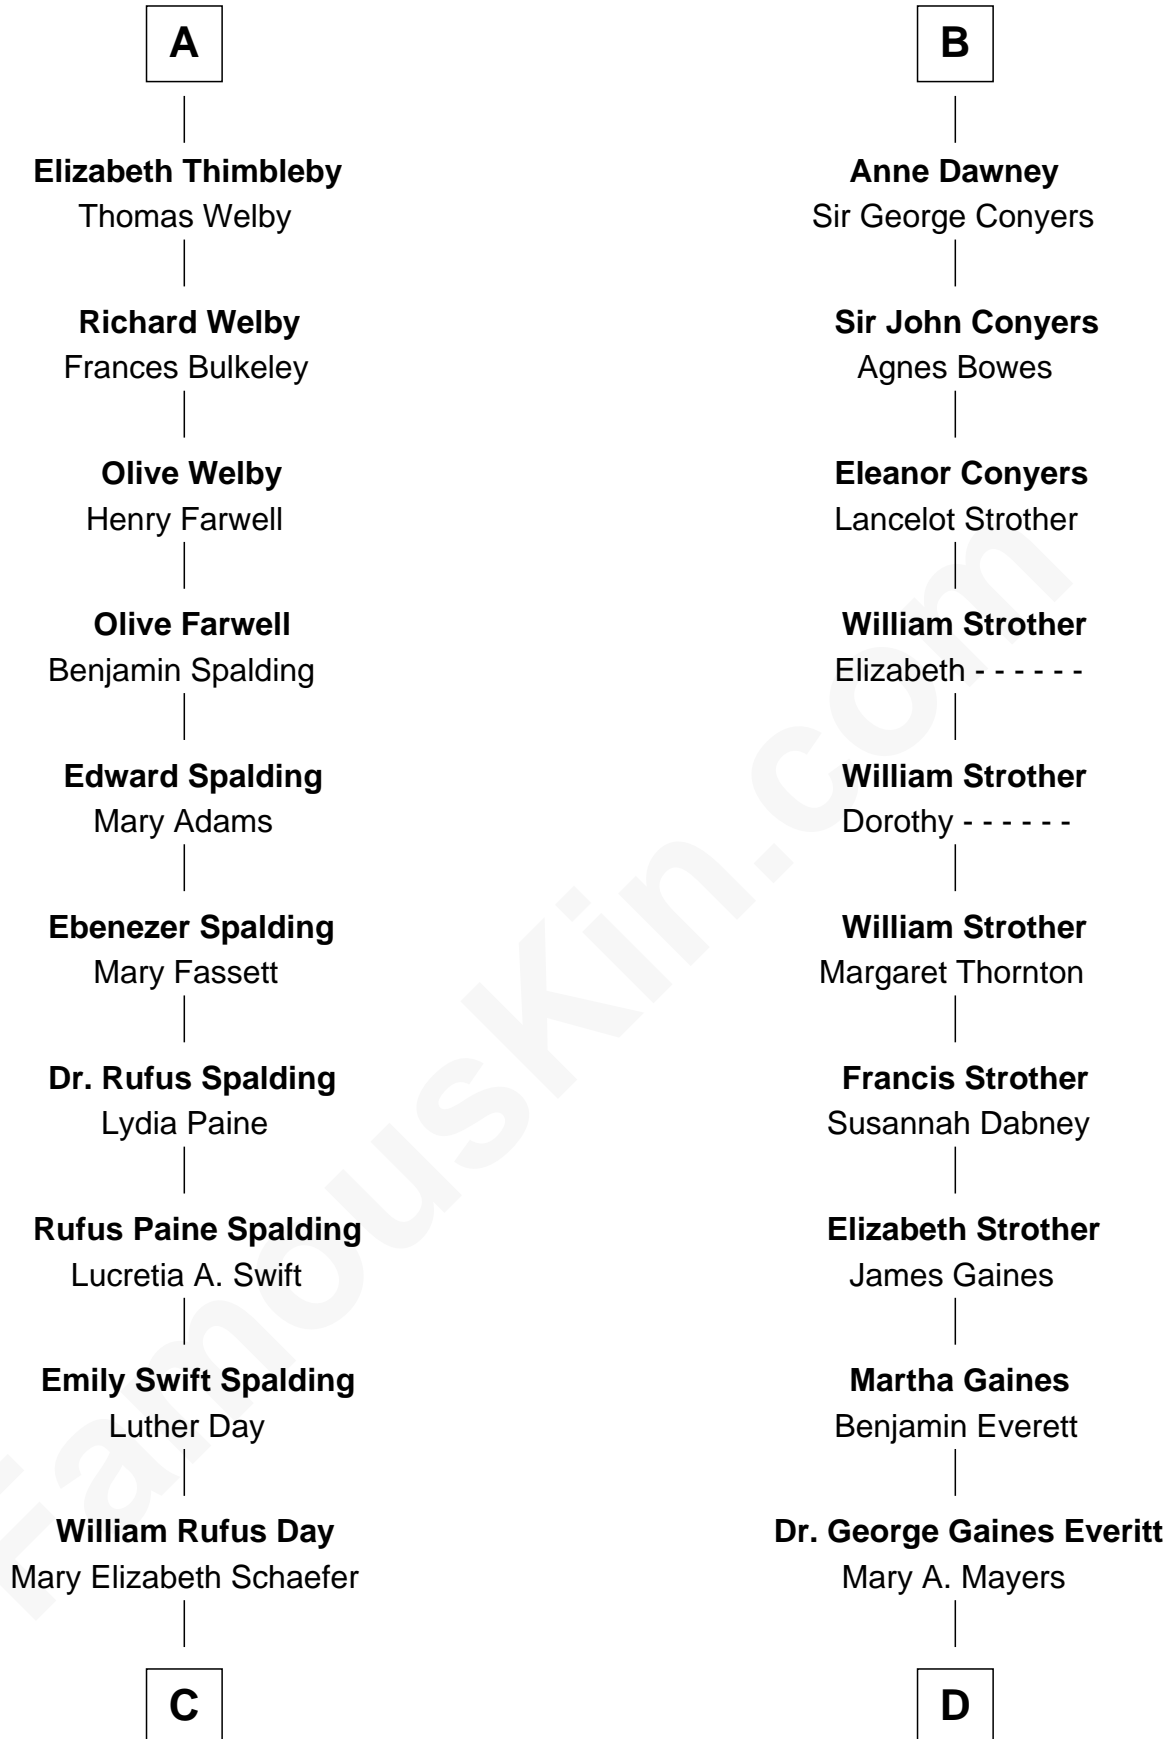 A
Elizabeth Thimbleby
Thomas Welby
Richard Welby
Frances Bulkeley
Olive Welby
Henry Farwell
Olive Farwell
Benjamin Spalding
Edward Spalding
Mary Adams
Ebenezer Spalding
Mary Fassett
Dr. Rufus Spalding
Lydia Paine
Rufus Paine Spalding
Lucretia A. Swift
Emily Swift Spalding
Luther Day
William Rufus Day
Mary Elizabeth Schaefer
C
B
Anne Dawney
Sir George Conyers
Sir John Conyers
Agnes Bowes
Eleanor Conyers
Lancelot Strother
William Strother
Elizabeth - - - - - -
William Strother
Dorothy - - - - - -
William Strother
Margaret Thornton
Francis Strother
Susannah Dabney
Elizabeth Strother
James Gaines
Martha Gaines
Benjamin Everett
Dr. George Gaines Everitt
Mary A. Mayers
D
FamousKin.com